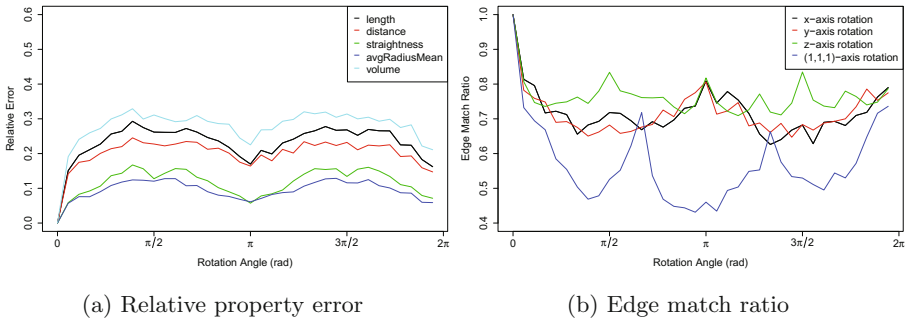 0.6
0.5
0.4
0.3
0.2
0.1
0.0
Relative Error
0
π/2
π
3π/2
2π
Rotation Angle (rad)
length
distance
straightness
avgRadiusMean
volume
(a) Relative property error
1.0
0.9
0.8
0.7
0.6
0.5
0.4
Edge Match Ratio
0
π/2
π
3π/2
2π
Rotation Angle (rad)
x-axis rotation
y-axis rotation
z-axis rotation
(1,1,1)-axis rotation
(b) Edge match ratio